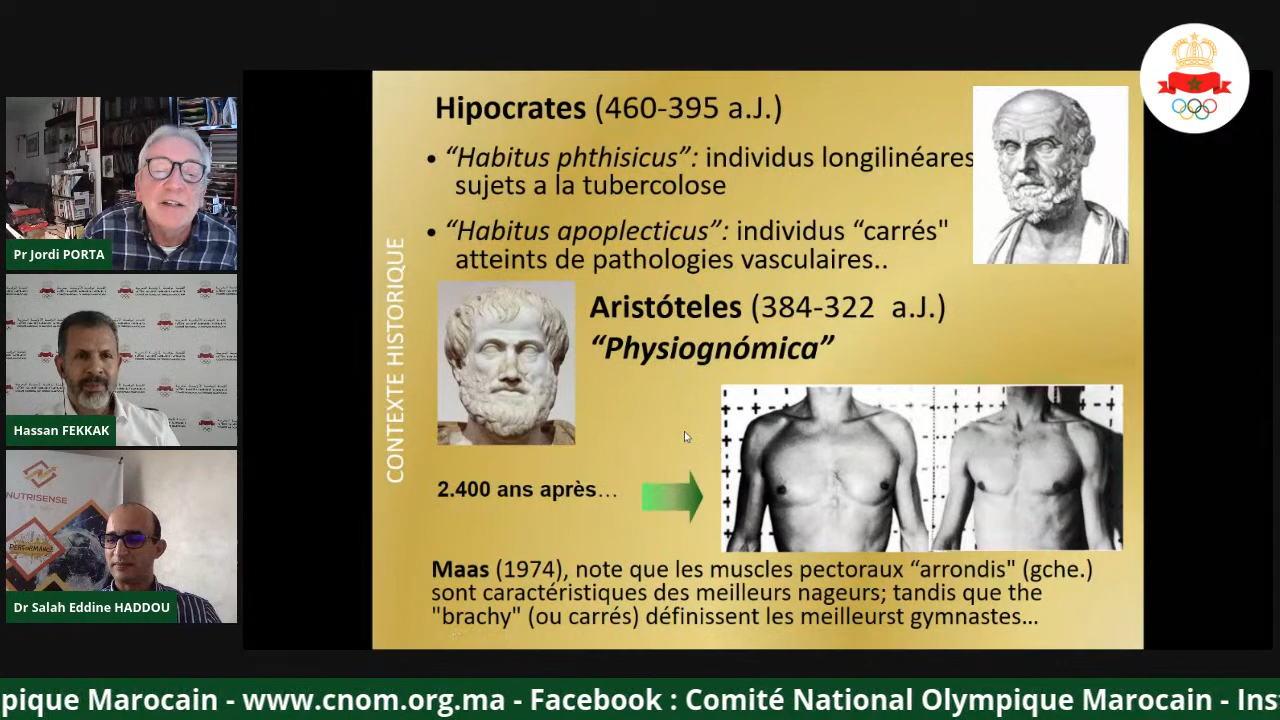 Hipocrates (460-395 a.J.)
• “Habitus phthisicus”: individus longilinéares
sujets a la tubercolose
• “Habitus apoplecticus”: individus “carrés"
atteints de pathologies vasculaires..
CONTEXTE HISTORIQUE
Aristóteles (384-322 a.J.)
“Physiognómica”
2.400 ans après…
Maas (1974), note que les muscles pectoraux “arrondis" (gche.)
sont caractéristiques des meilleurs nageurs; tandis que the
"brachy" (ou carrés) définissent les meilleurst gymnastes…
Pr Jordi PORTA
Hassan FEKKAK
NUTRISENSE
PERFORMANCE
Dr Salah Eddine HADDOU
pique Marocain - www.cnom.org.ma - Facebook : Comité National Olympique Marocain - Ins